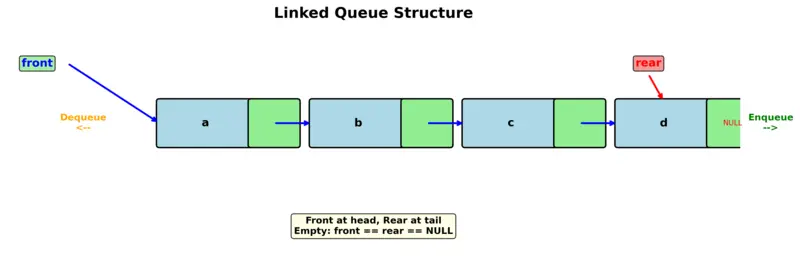 Linked Queue Structure
front
rear
Dequeue
<--
a
b
c
d
NULL
Enqueue
-->
Front at head, Rear at tail
Empty: front == rear == NULL